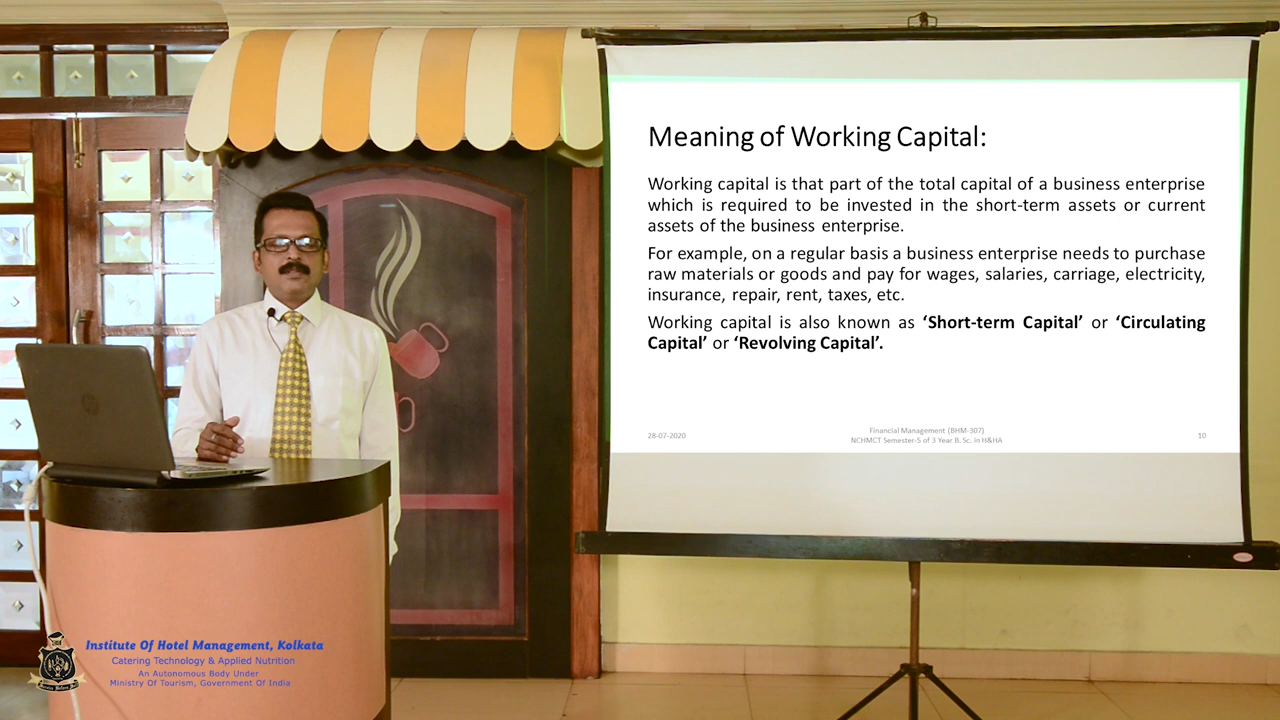 Meaning of Working Capital:
Working capital is that part of the total capital of a business enterprise
which is required to be invested in the short-term assets or current
assets of the business enterprise.
For example, on a regular basis a business enterprise needs to purchase
raw materials or goods and pay for wages, salaries, carriage, electricity,
insurance, repair, rent, taxes, etc.
Working capital is also known as ‘Short-term Capital’ or ‘Circulating
Capital’ or ‘Revolving Capital’.
28-07-2020
Financial Management (BHM-307)
NCHMCT Semester-5 of 3 Year B. Sc. in H&HA
10
Institute Of Hotel Management, Kolkata
Catering Technology & Applied Nutrition
An Autonomous Body Under
Ministry Of Tourism, Government Of India